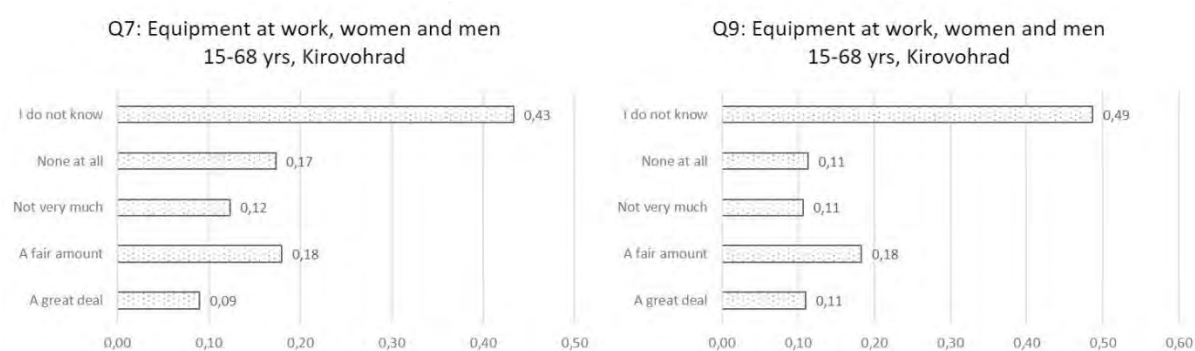 Q7: Equipment at work, women and men
15-68 yrs, Kirovohrad
I do not know
0,43
None at all
0,17
Not very much
0,12
A fair amount
0,18
A great deal
0,09
0,00 0,10 0,20 0,30 0,40 0,50
Q9: Equipment at work, women and men
15-68 yrs, Kirovohrad
I do not know
0,49
None at all
0,11
Not very much
0,11
A fair amount
0,18
A great deal
0,11
0,00 0,10 0,20 0,30 0,40 0,50 0,60